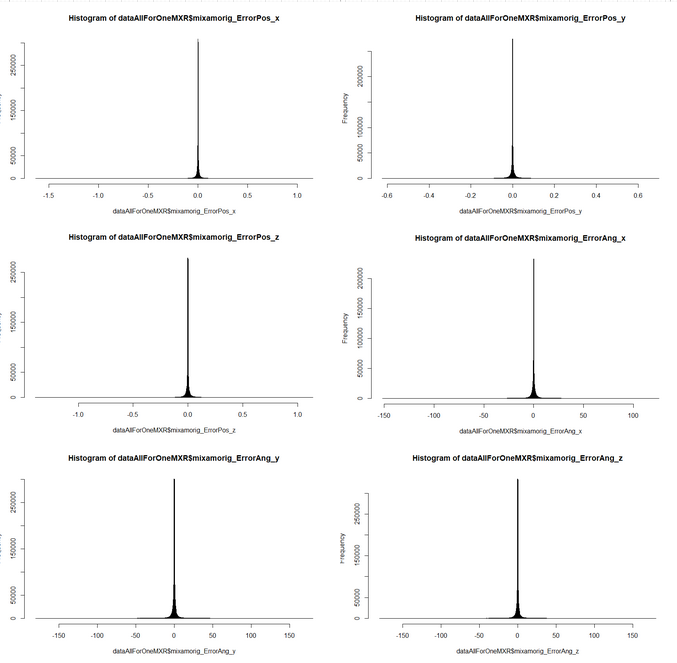 Histogram of dataAllForOneMXR$mixamorig_ErrorPos_x
50000 150000 250000
-1.5 -1.0 -0.5 0.0 0.5 1.0
dataAllForOneMXR$mixamorig_ErrorPos_x
Histogram of dataAllForOneMXR$mixamorig_ErrorPos_y
Frequency
0 50000 100000 200000
-0.6 -0.4 -0.2 0.0 0.2 0.4 0.6
dataAllForOneMXR$mixamorig_ErrorPos_y
Histogram of dataAllForOneMXR$mixamorig_ErrorPos_z
0 50000 150000 250000
-1.0 -0.5 0.0 0.5 1.0
dataAllForOneMXR$mixamorig_ErrorPos_z
Histogram of dataAllForOneMXR$mixamorig_ErrorAng_x
Frequency
0 50000 100000 150000 200000
-150 -100 -50 0 50 100
dataAllForOneMXR$mixamorig_ErrorAng_x
Histogram of dataAllForOneMXR$mixamorig_ErrorAng_y
0 50000 150000 250000
-150 -100 -50 0 50 100 150
dataAllForOneMXR$mixamorig_ErrorAng_y
Histogram of dataAllForOneMXR$mixamorig_ErrorAng_z
Frequency
0 50000 150000 250000
-150 -100 -50 0 50 100 150
dataAllForOneMXR$mixamorig_ErrorAng_z